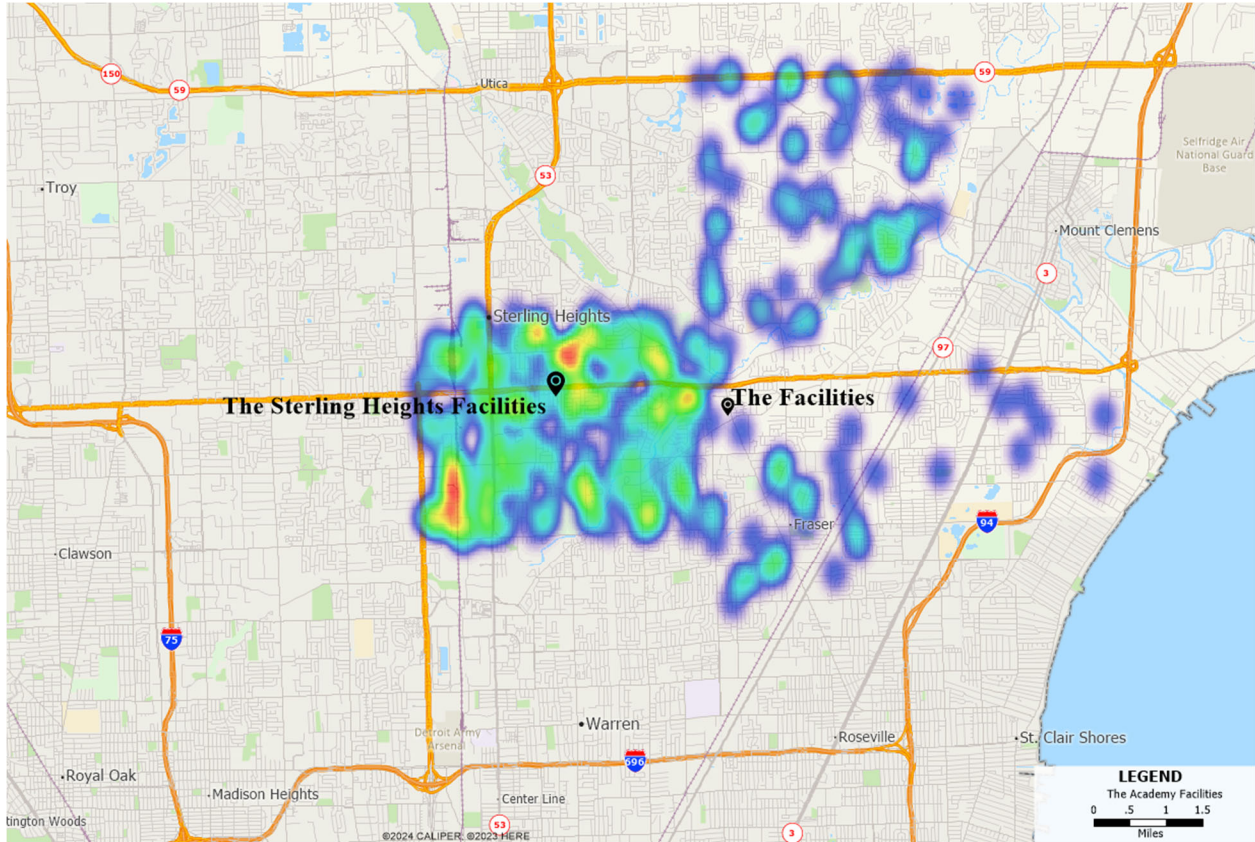 150
59
59
Utica
Selfridge Air
National Guard
Base
53
Troy
Mount Clemens
3
Sterling Heights
97
The Sterling Heights Facilities
The Facilities
Fraser
94
Clawson
75
Warren
Detroit Army
Arsenal
Roseville
St. Clair Shores
696
Royal Oak
Madison Heights
Center Line
LEGEND
The Academy Facilities
0 .5 1 1.5
Miles
tington Woods
53
3
©2024 CALIPER; ©2023 HERE